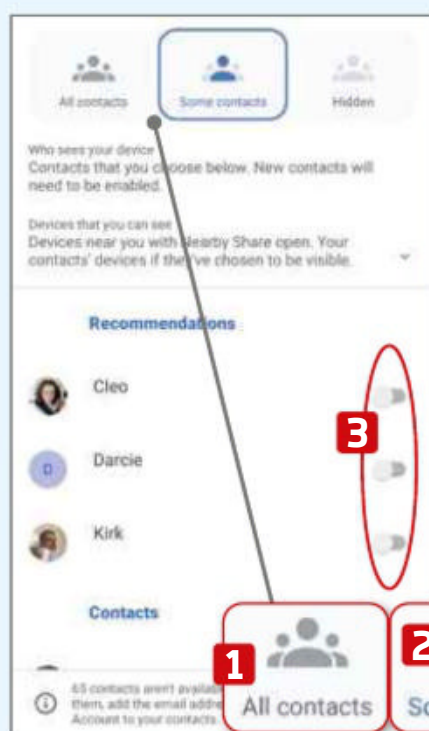 All contacts
Some contacts
Hidden
Who sees your device
Contacts that you choose below. New contacts will
need to be enabled.
Devices that you can see
Devices near you with Nearby Share open. Your
contacts' devices if they've chosen to be visible.
Recommendations
Cleo
D
Darcie
Kirk
3
Contacts
65 contacts aren't availab
them, add the email addre
Account to your contacts.
1
All contacts
2
So